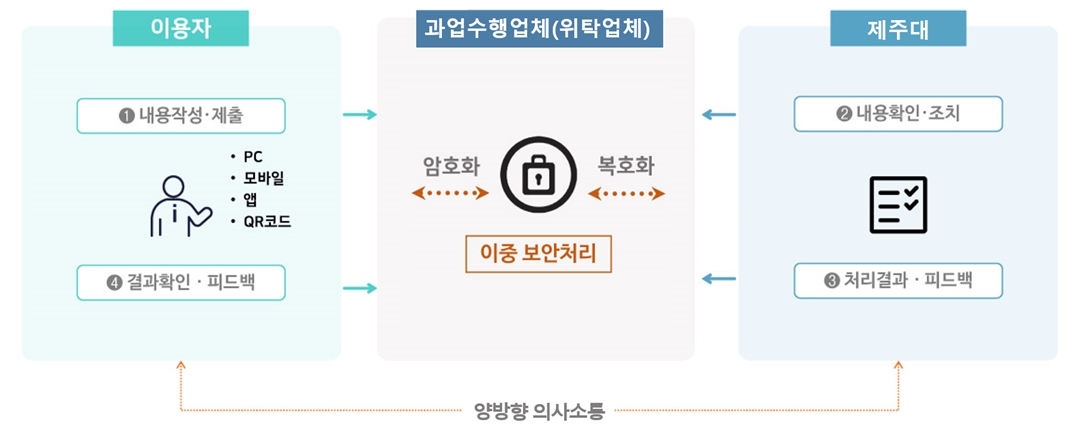 이용자
❶ 내용작성·제출
• PC
• 모바일
• 앱
• QR코드
❹ 결과확인 · 피드백
과업수행업체(위탁업체)
암호화
복호화
이중 보안처리
제주대
❷ 내용확인·조치
❸ 처리결과 · 피드백
양방향 의사소통